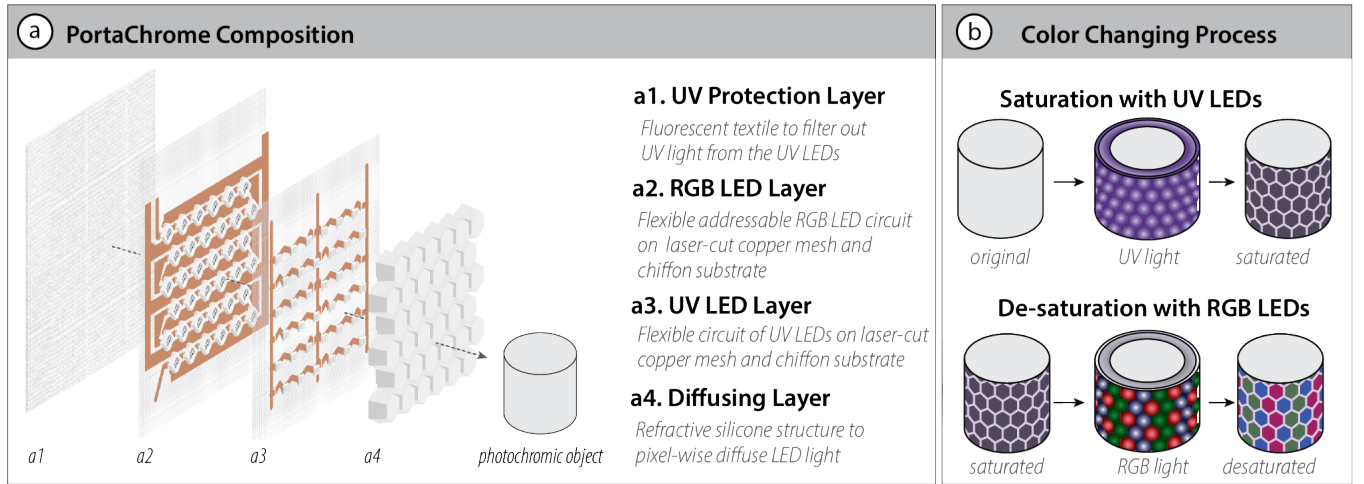 a PortaChrome Composition
a1. UV Protection Layer
Fluorescent textile to filter out
UV light from the UV LEDs
a2. RGB LED Layer
Flexible addressable RGB LED circuit
on laser-cut copper mesh and
chiffon substrate
a3. UV LED Layer
Flexible circuit of UV LEDs on laser-cut
copper mesh and chiffon substrate
a4. Diffusing Layer
Refractive silicone structure to
pixel-wise diffuse LED light
a1
a2
a3
a4
photochromic object
b Color Changing Process
Saturation with UV LEDs
original
UV light
saturated
De-saturation with RGB LEDs
saturated
RGB light
desaturated